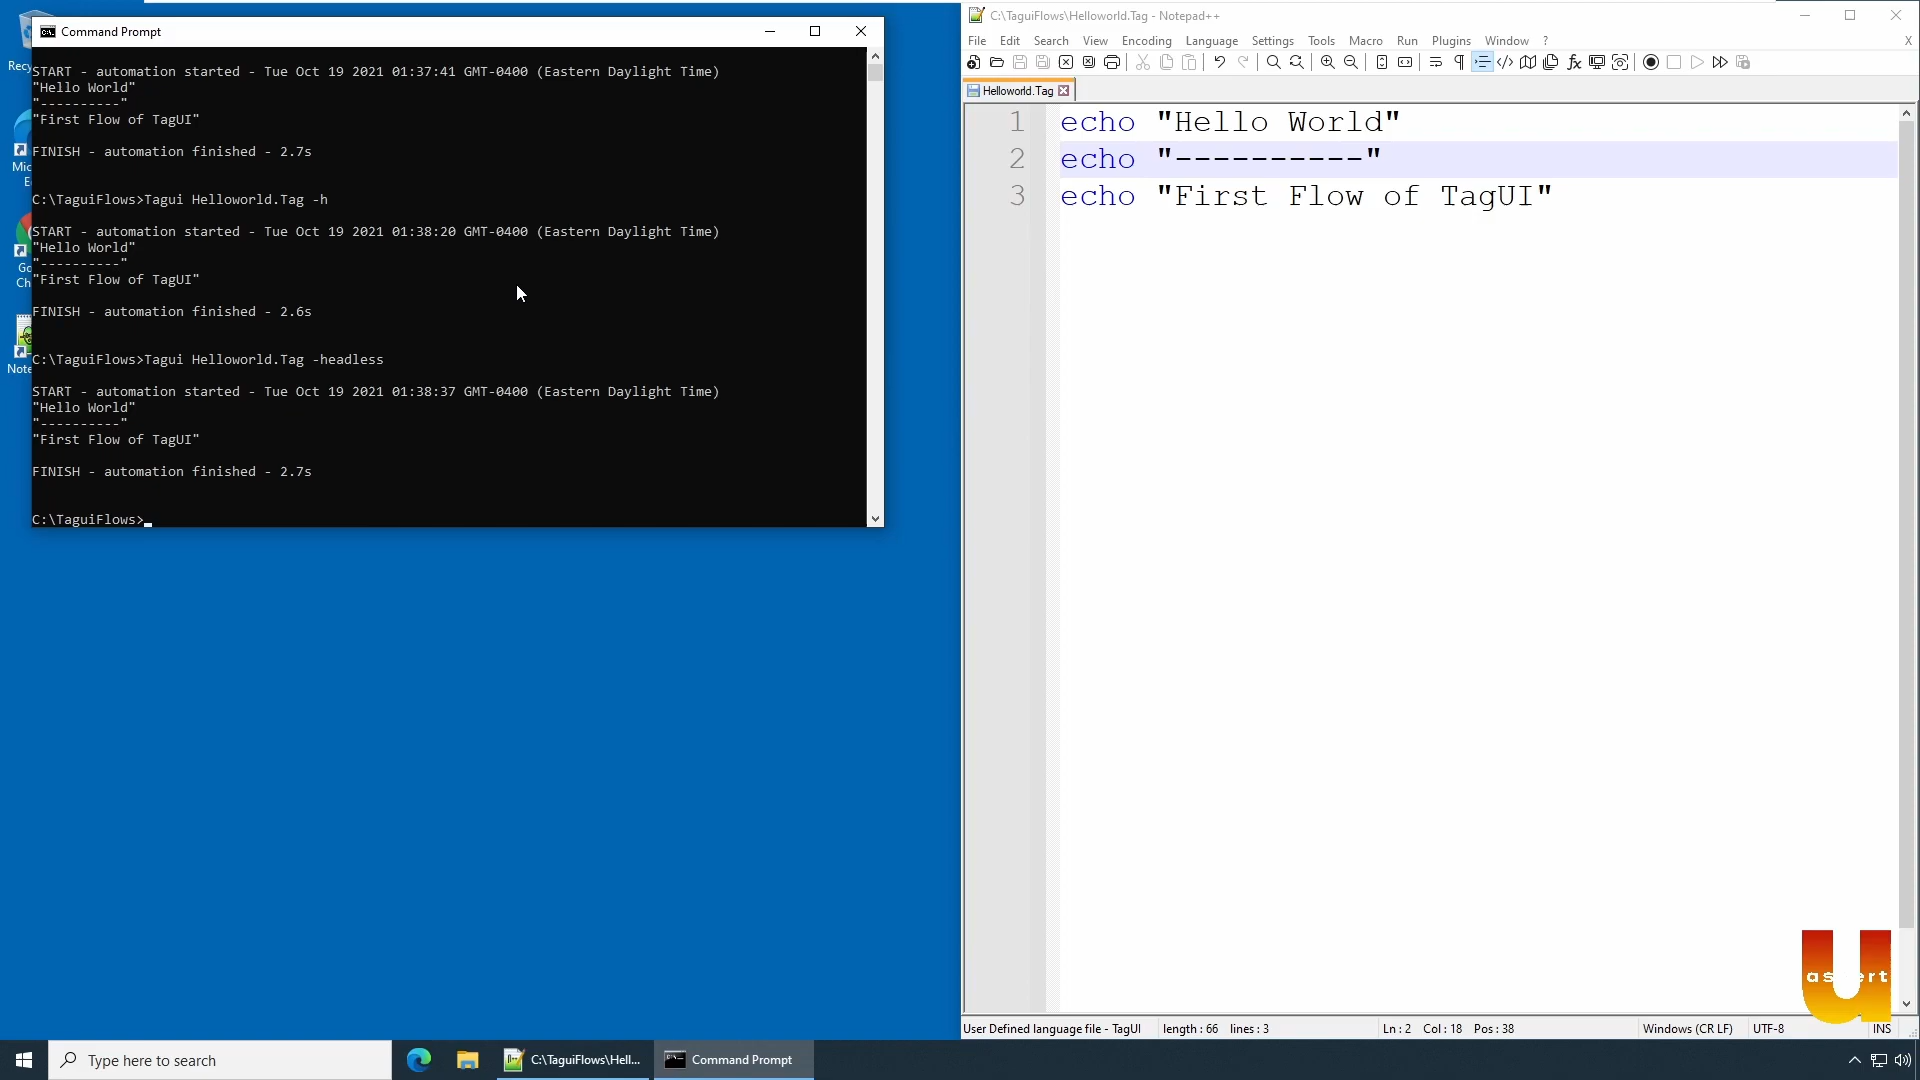 Command Prompt
START - automation started - Tue Oct 19 2021 01:37:41 GMT-0400 (Eastern Daylight Time)
"Hello World"
"----------"
"First Flow of TagUI"
FINISH - automation finished - 2.7s
C:\TaguiFlows>Tagui Helloworld.Tag -h
START - automation started - Tue Oct 19 2021 01:38:20 GMT-0400 (Eastern Daylight Time)
"Hello World"
"----------"
"First Flow of TagUI"
FINISH - automation finished - 2.6s
C:\TaguiFlows>Tagui Helloworld.Tag -headless
START - automation started - Tue Oct 19 2021 01:38:37 GMT-0400 (Eastern Daylight Time)
"Hello World"
"----------"
"First Flow of TagUI"
FINISH - automation finished - 2.7s
C:\TaguiFlows>
C:\TaguiFlows\Helloworld.Tag - Notepad++
File Edit Search View Encoding Language Settings Tools Macro Run Plugins Window ? X
Helloworld.Tag
1 echo "Hello World"
2 echo "----------"
3 echo "First Flow of TagUI"
User Defined language file - TagUI length : 66 lines : 3 Ln : 2 Col : 18 Pos : 38 Windows (CR LF) UTF-8 INS
Type here to search
C:\TaguiFlows\Hell...
Command Prompt